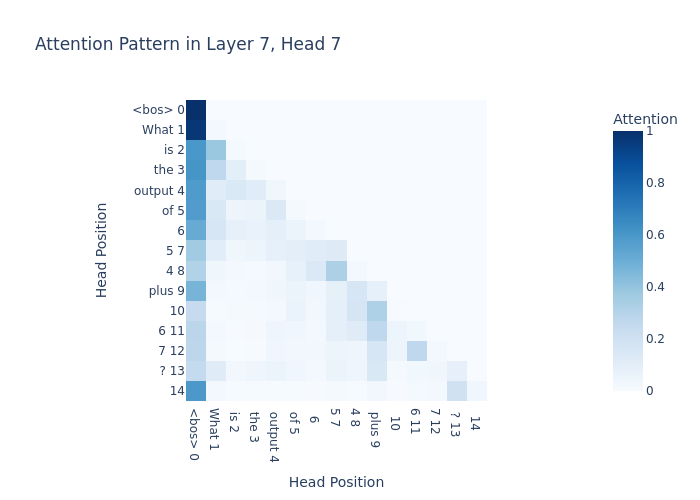 Attention Pattern in Layer 7, Head 7
Attention
<bos> 0
What 1
is 2
the 3
output 4
of 5
6
5 7
4 8
plus 9
10
6 11
7 12
? 13
14
Head Position
<bos> 0
What 1
is 2
the 3
output 4
of 5
6
5 7
4 8
plus 9
10
6 11
7 12
? 13
14
Head Position
1
0.8
0.6
0.4
0.2
0